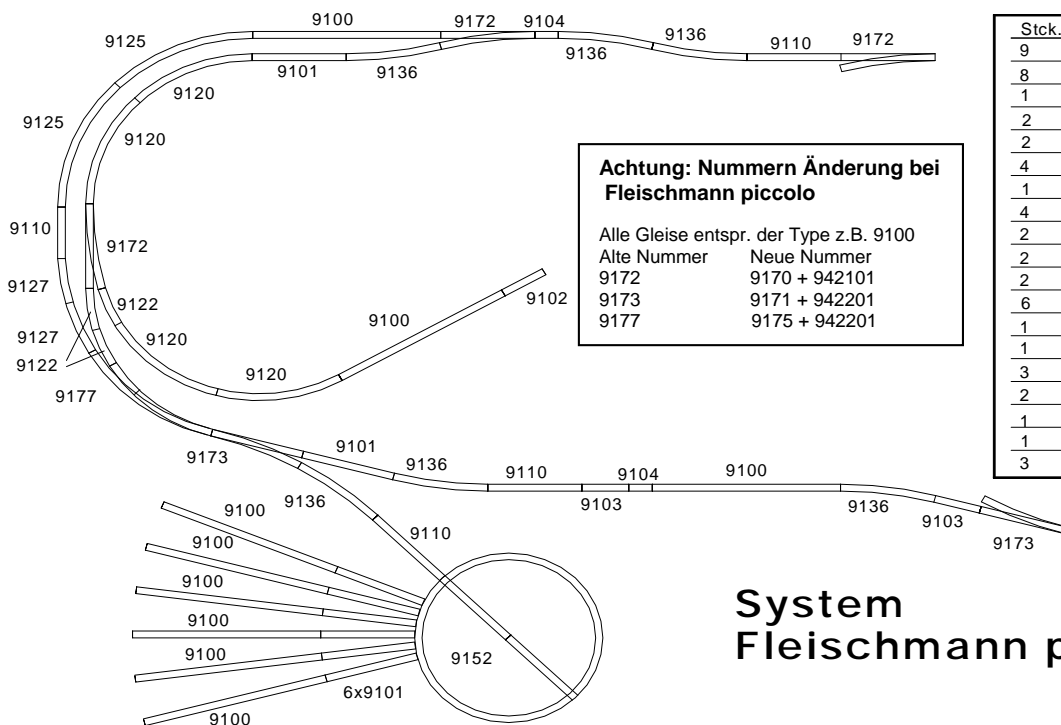 9100 9172 9104
9125 9136 9110 9172
9101 9136 9136
9120
9125 9120
Stck.
9
8
1
2
2
4
1
4
2
2
2
6
1
1
3
2
1
1
3
Achtung: Nummern Änderung bei
Fleischmann piccolo
Alle Gleise entspr. der Type z.B. 9100
Alte Nummer Neue Nummer
9172 9170 + 942101
9173 9171 + 942201
9177 9175 + 942201
9110 9172
9127 9122 9100 9102
9127 9120
9122
9177 9120
9173 9101 9136 9110 9104 9100
9136 9103 9136 9103 9173
9100 9110
9100
9100
9100
9100 9152
6x9101
9100
System
Fleischmann p